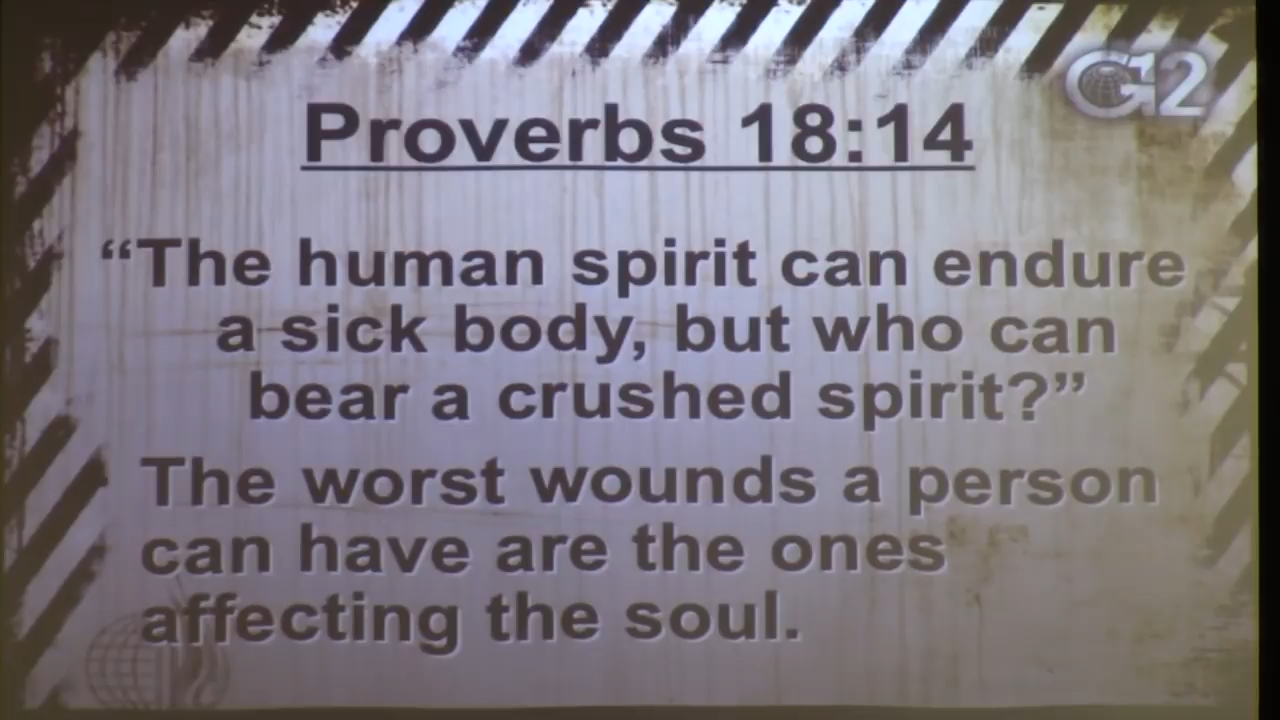 G12
Proverbs 18:14
“The human spirit can endure
a sick body, but who can
bear a crushed spirit?”
The worst wounds a person
can have are the ones
affecting the soul.